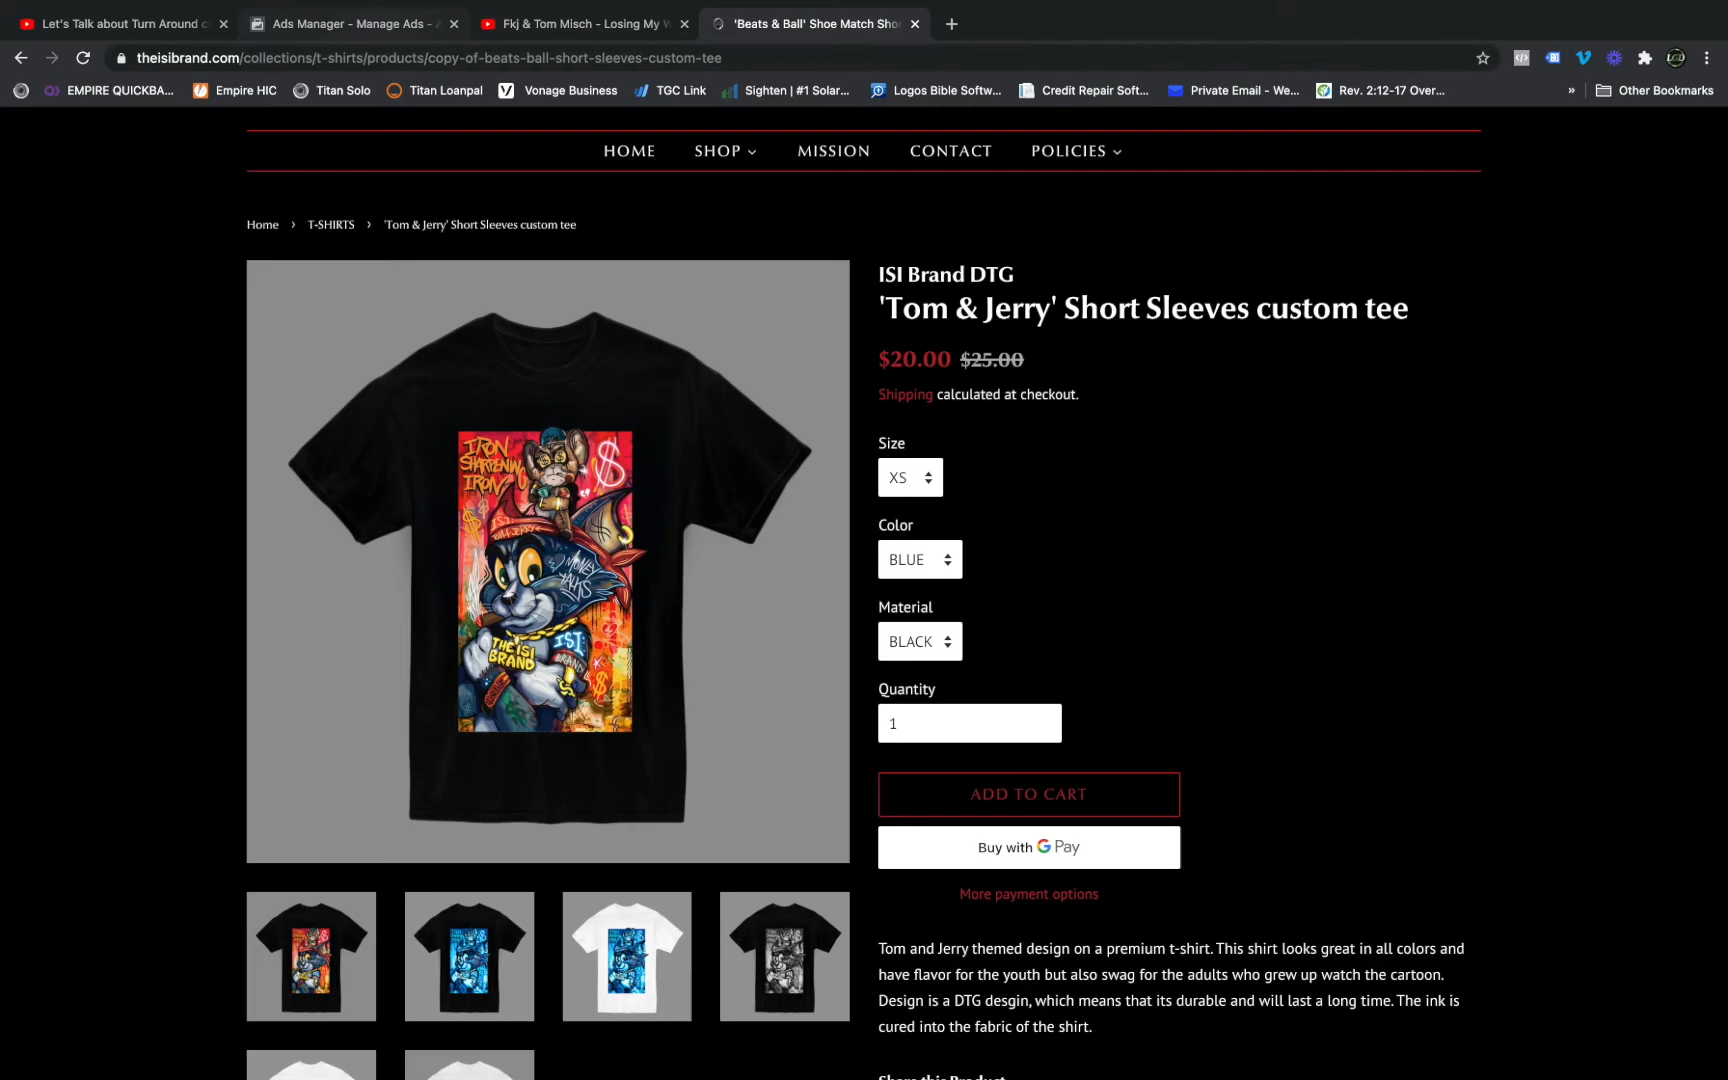 Let's Talk about Turn Around c
Ads Manager - Manage Ads - A
Fkj & Tom Misch - Losing My W
'Beats & Ball' Shoe Match Shor
theisibrand.com/collections/t-shirts/products/copy-of-beats-ball-short-sleeves-custom-tee
EMPIRE QUICKBA... Empire HIC Titan Solo Titan Loanpal Vonage Business TGC Link Sighten | #1 Solar... Logos Bible Softw... Credit Repair Soft... Private Email - We... Rev. 2:12-17 Over... » Other Bookmarks
HOME SHOP MISSION CONTACT POLICIES
Home › T-SHIRTS › 'Tom & Jerry' Short Sleeves custom tee
IRON
SHARPENING
IRON
ISI
TOM & JERRY
MONEY
TALKS
THE ISI
BRAND
ISI
BRAND
ISI Brand DTG
'Tom & Jerry' Short Sleeves custom tee
$20.00 $25.00
Shipping calculated at checkout.
Size
XS
Color
BLUE
Material
BLACK
Quantity
1
ADD TO CART
Buy with G Pay
More payment options
Tom and Jerry themed design on a premium t-shirt. This shirt looks great in all colors and
have flavor for the youth but also swag for the adults who grew up watch the cartoon.
Design is a DTG desgin, which means that its durable and will last a long time. The ink is
cured into the fabric of the shirt.
Share this Product